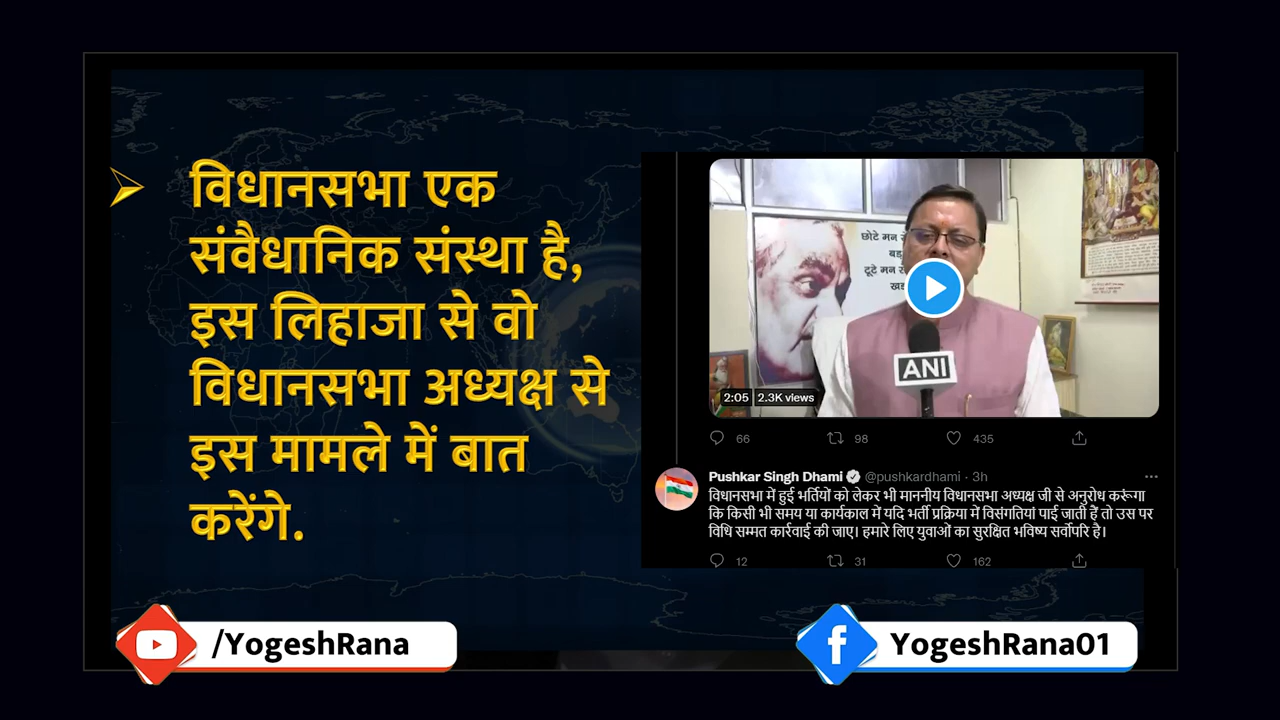 विधानसभा एक
संवैधानिक संस्था है,
इस लिहाजा से वो
विधानसभा अध्यक्ष से
इस मामले में बात
करेंगे.
छोटे मन से
टूटे मन से
ANI
2:05 2.3K views
66 98 435
Pushkar Singh Dhami @pushkardhami · 3h
विधानसभा में हुई भर्तियों को लेकर भी माननीय विधानसभा अध्यक्ष जी से अनुरोध करूंगा
कि किसी भी समय या कार्यकाल में यदि भर्ती प्रक्रिया में विसंगतियां पाई जाती हैं तो उस पर
विधि सम्मत कार्रवाई की जाए। हमारे लिए युवाओं का सुरक्षित भविष्य सर्वोपरि है।
12 31 162
/YogeshRana
YogeshRana01